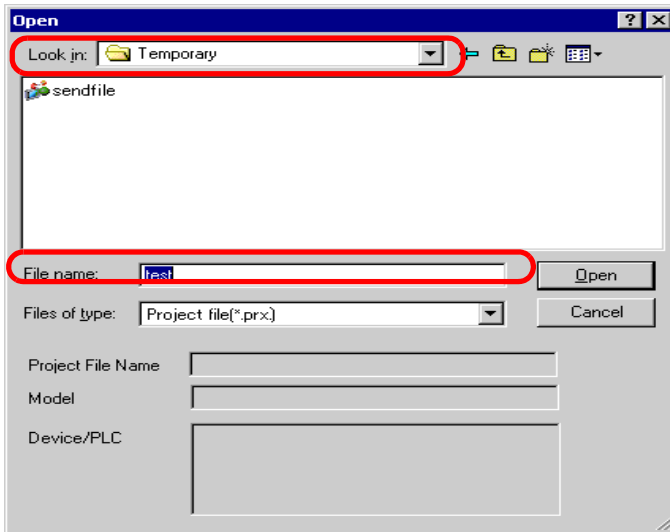 Open
Look in: Temporary
sendfile
File name: test Open
Files of type: Project file(*.prx;) Cancel
Project File Name
Model
Device/PLC